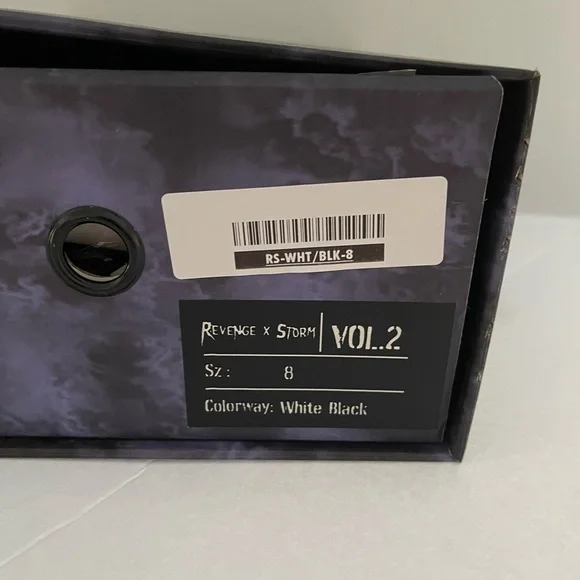 RS-WHT/BLK-8
REVENGE X STORM VOL.2
Sz: 8
Colorway: White Black